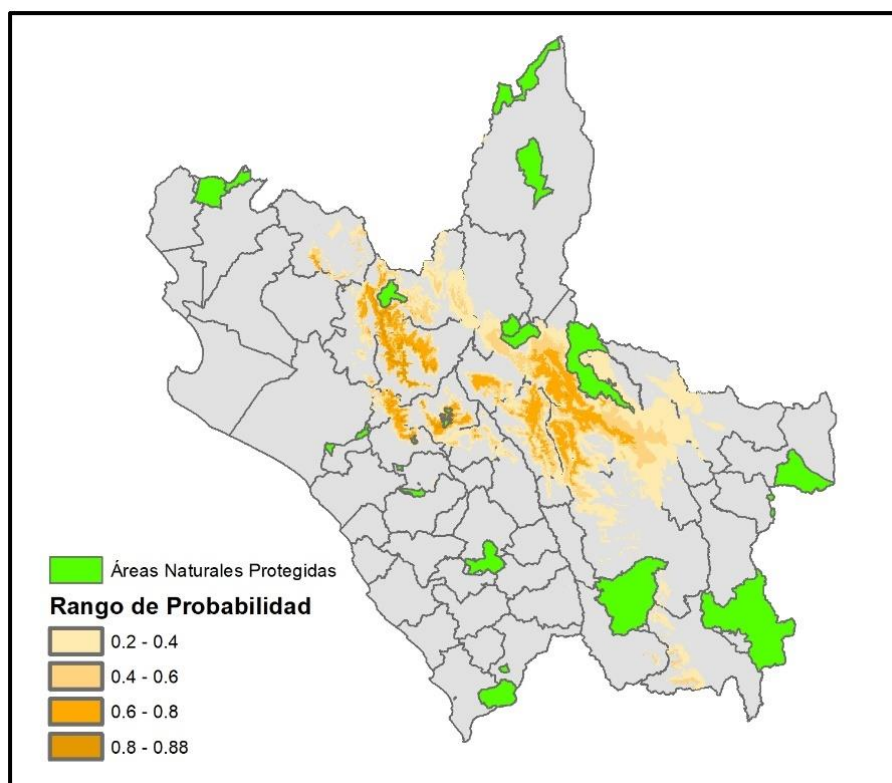 Áreas Naturales Protegidas
Rango de Probabilidad
0.2 - 0.4
0.4 - 0.6
0.6 - 0.8
0.8 - 0.88